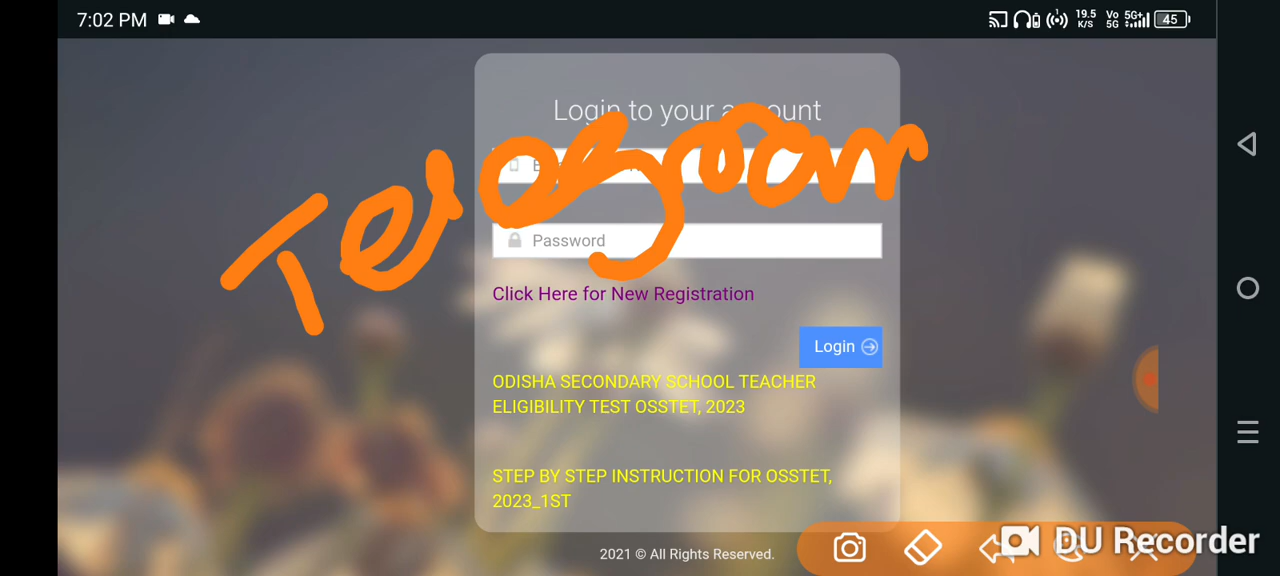 7:02 PM
19.5 K/S Vo 5G 5G+ 45
Login to your account
Telegram
Password
Click Here for New Registration
Login
ODISHA SECONDARY SCHOOL TEACHER
ELIGIBILITY TEST OSSTET, 2023
STEP BY STEP INSTRUCTION FOR OSSTET,
2023_1ST
2021 © All Rights Reserved.
DU Recorder